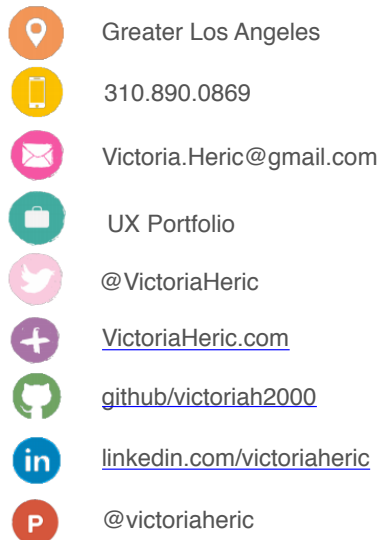 Greater Los Angeles
310.890.0869
Victoria.Heric@gmail.com
UX Portfolio
@VictoriaHeric
VictoriaHeric.com
github/victoriah2000
in linkedin.com/victoriaheric
P @victoriaheric